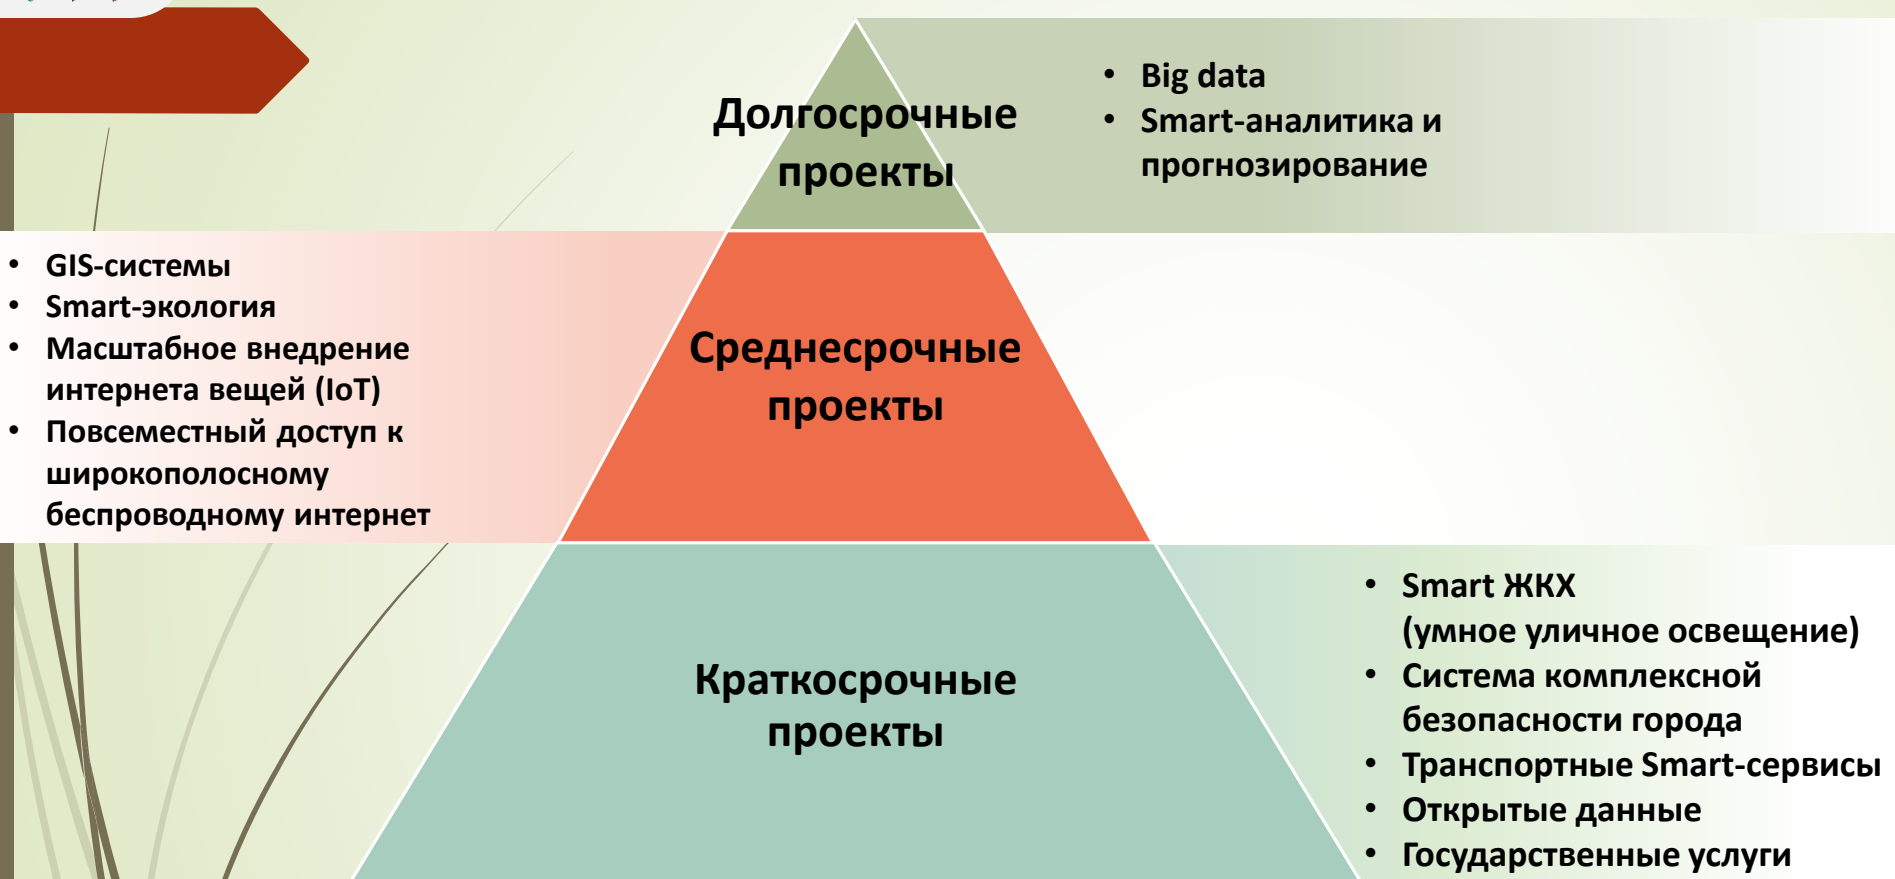 Долгосрочные
проекты
• Big data
• Smart-аналитика и
прогнозирование
• GIS-системы
• Smart-экология
• Масштабное внедрение
интернета вещей (IoT)
• Повсеместный доступ к
широкополосному
беспроводному интернет
Среднесрочные
проекты
Краткосрочные
проекты
• Smart ЖКХ
(умное уличное освещение)
• Система комплексной
безопасности города
• Транспортные Smart-сервисы
• Открытые данные
• Государственные услуги